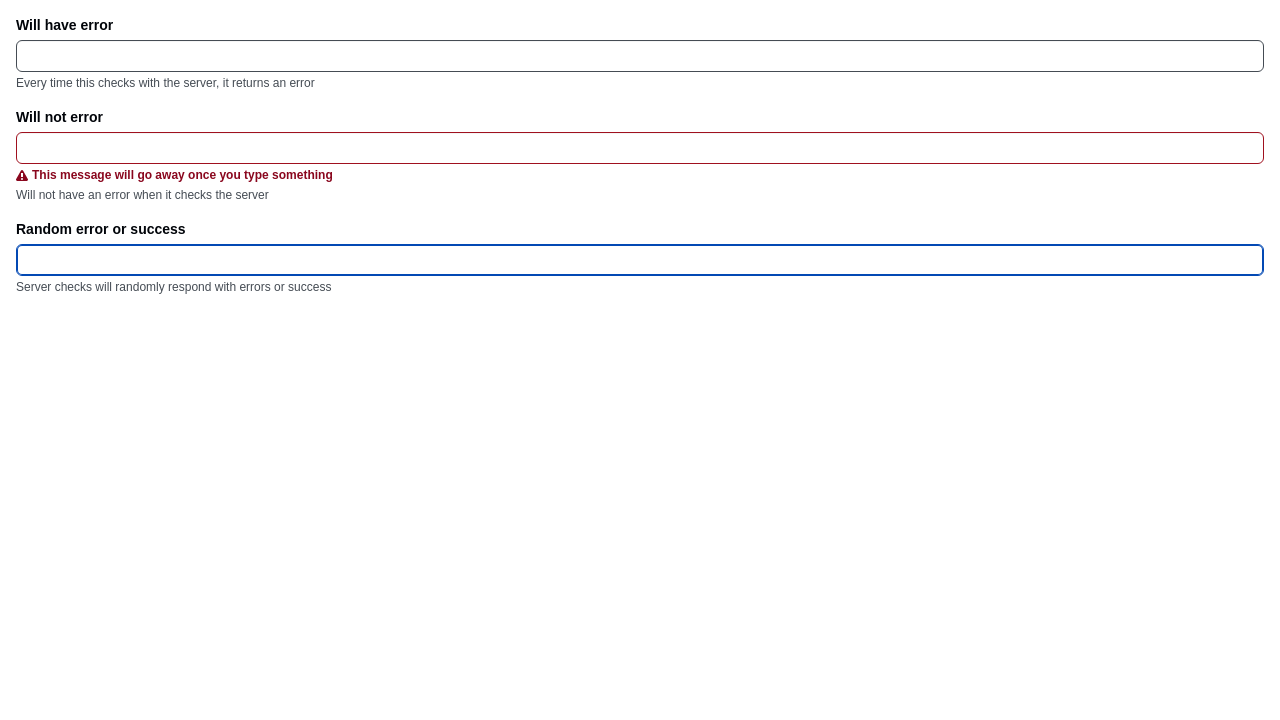 Will have error
Every time this checks with the server, it returns an error
Will not error
This message will go away once you type something
Will not have an error when it checks the server
Random error or success
Server checks will randomly respond with errors or success